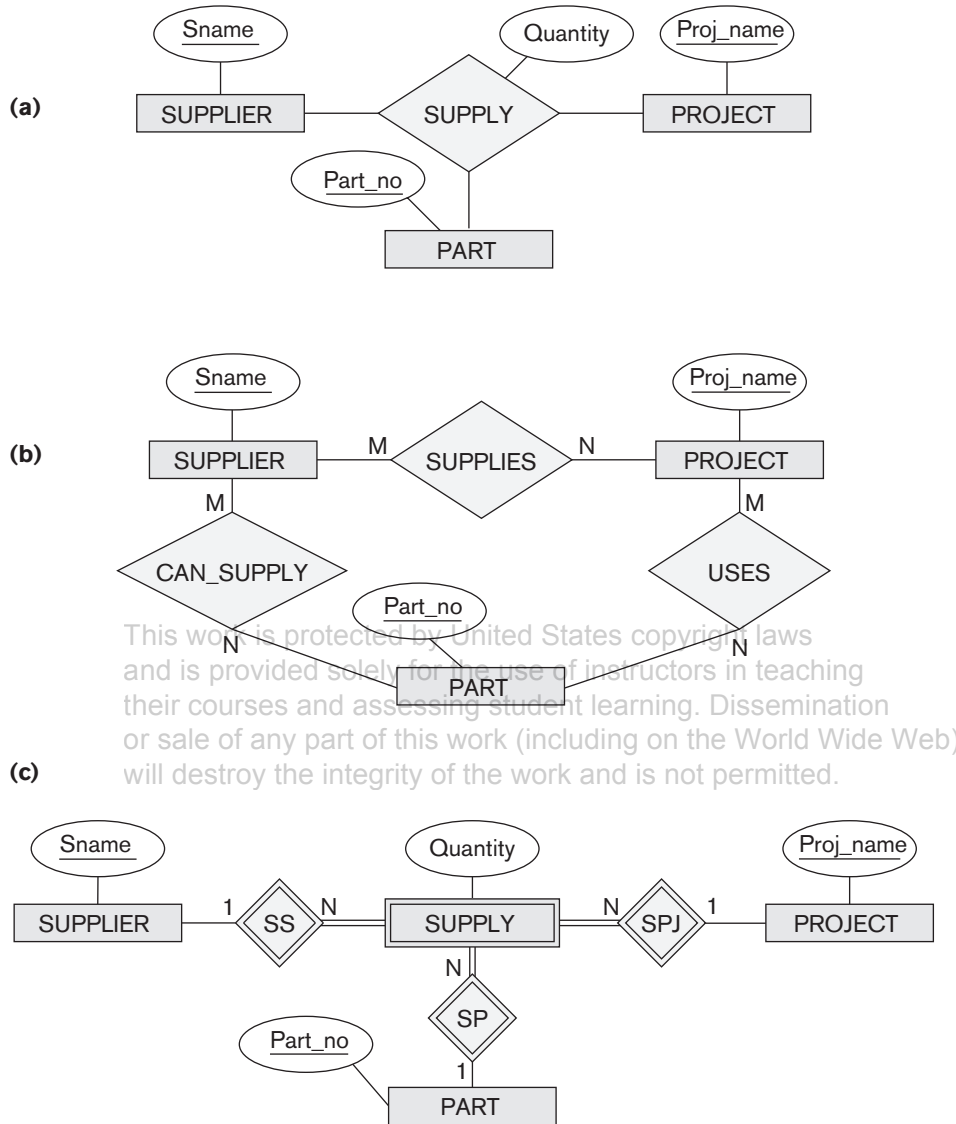 Sname
Quantity
Proj_name
(a)
SUPPLIER
SUPPLY
PROJECT
Part_no
PART
Sname
Proj_name
(b)
SUPPLIER
M
SUPPLIES
N
PROJECT
M
M
CAN_SUPPLY
USES
Part_no
This work is protected by United States copyright laws
N
N
and is provided solely for the use of instructors in teaching
PART
their courses and assessing student learning. Dissemination
or sale of any part of this work (including on the World Wide Web)
(c)
will destroy the integrity of the work and is not permitted.
Sname
Quantity
Proj_name
SUPPLIER
1
SS
N
SUPPLY
N
SPJ
1
PROJECT
N
SP
Part_no
1
PART